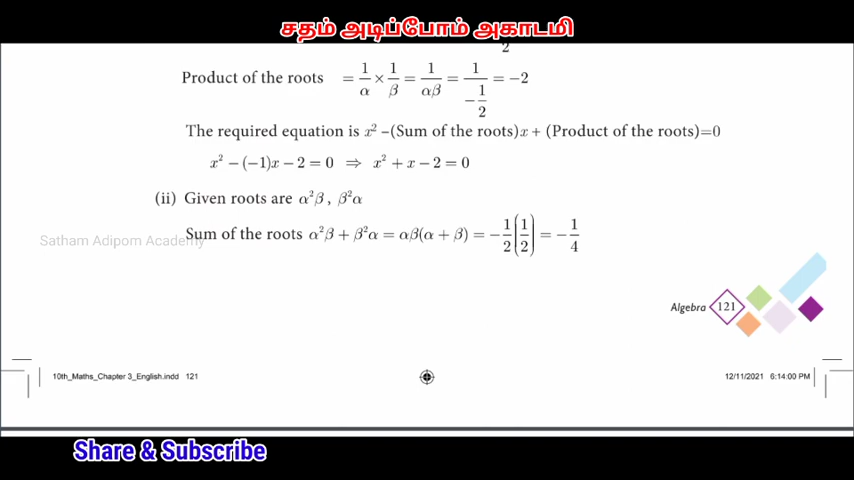 சதம் அடிப்போம் அகாடமி
2
Product of the roots = 1/α × 1/β = 1/αβ = 1/(-1/2) = −2
The required equation is x² −(Sum of the roots)x + (Product of the roots)=0
x² − (−1)x − 2 = 0 ⇒ x² + x − 2 = 0
(ii) Given roots are α²β , β²α
Satham Adipom Academy
Sum of the roots α²β + β²α = αβ(α + β) = −1/2(1/2) = −1/4
Algebra 121
10th_Maths_Chapter 3_English.indd 121
12/11/2021 6:14:00 PM
Share & Subscribe